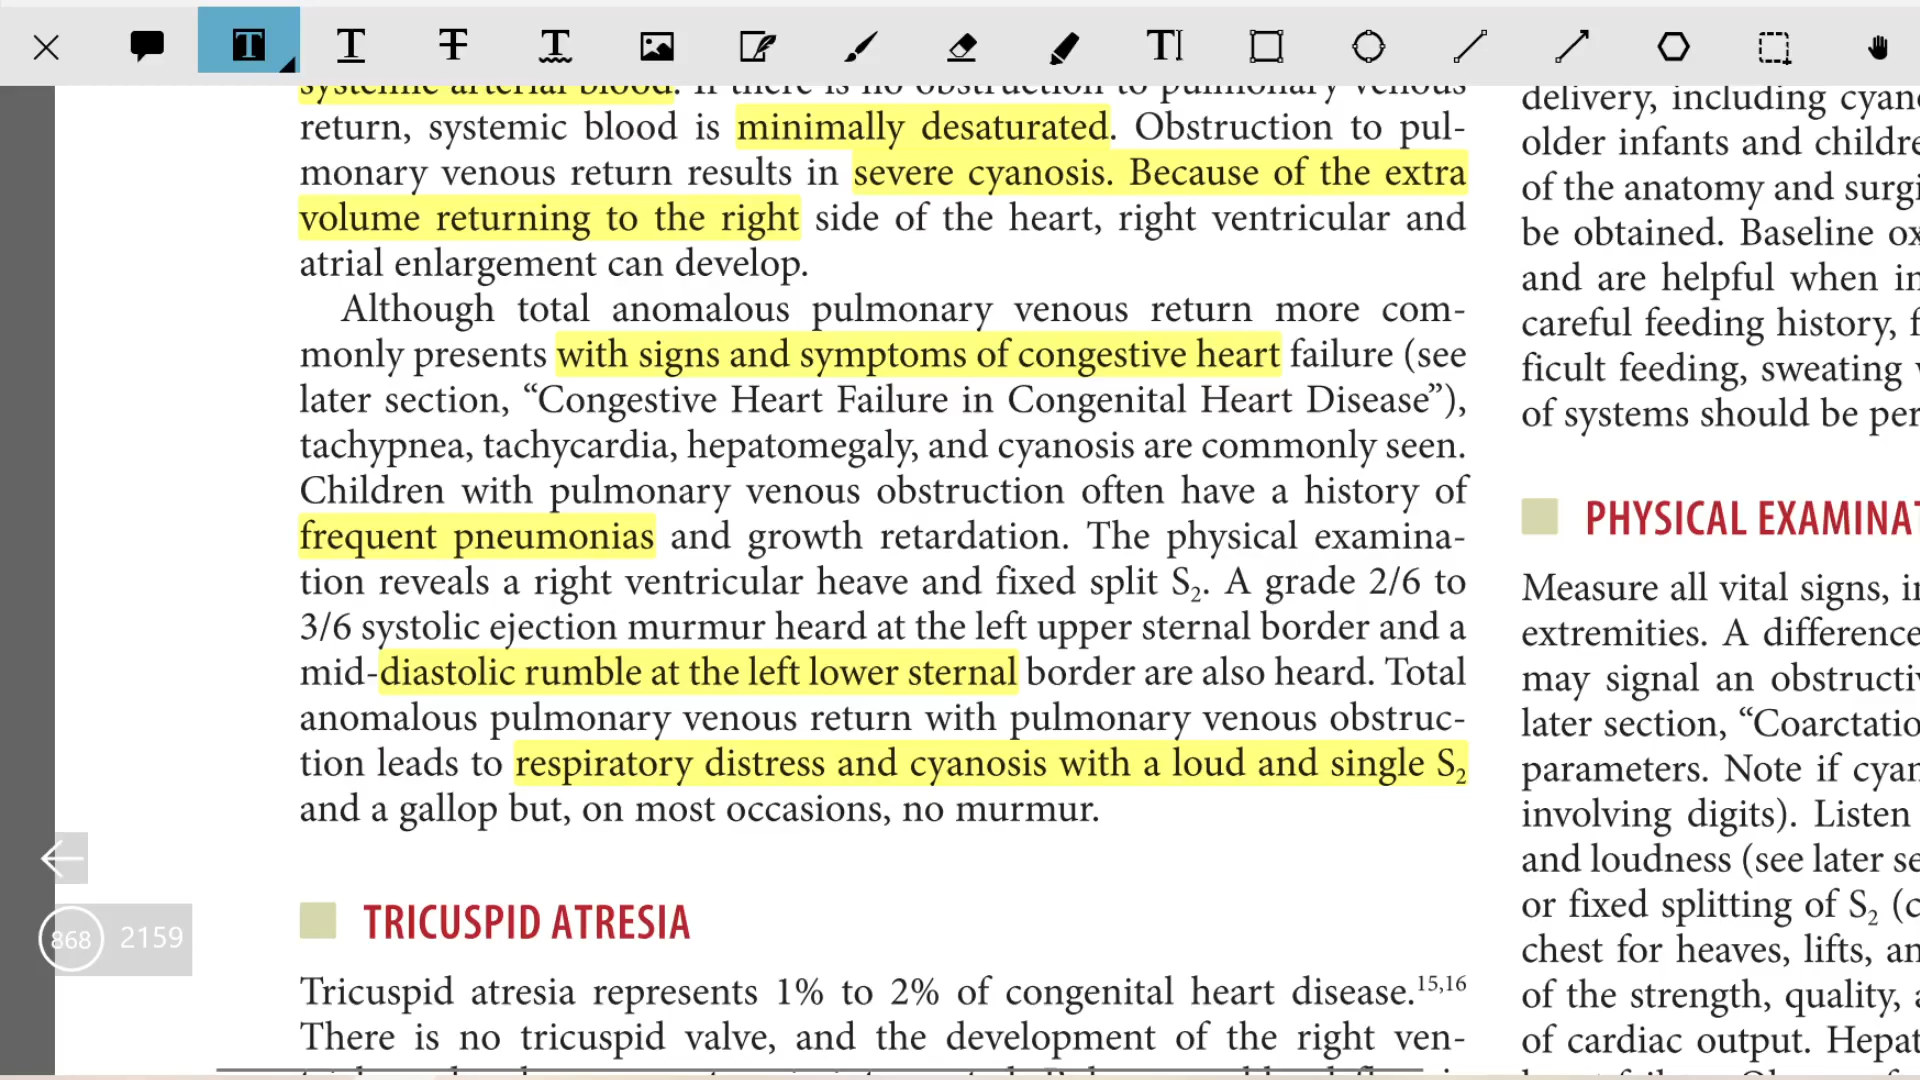 systemic arterial blood. If there is no obstruction to pulmonary venous
return, systemic blood is minimally desaturated. Obstruction to pul-
monary venous return results in severe cyanosis. Because of the extra
volume returning to the right side of the heart, right ventricular and
atrial enlargement can develop.
Although total anomalous pulmonary venous return more com-
monly presents with signs and symptoms of congestive heart failure (see
later section, “Congestive Heart Failure in Congenital Heart Disease”),
tachypnea, tachycardia, hepatomegaly, and cyanosis are commonly seen.
Children with pulmonary venous obstruction often have a history of
frequent pneumonias and growth retardation. The physical examina-
tion reveals a right ventricular heave and fixed split S2. A grade 2/6 to
3/6 systolic ejection murmur heard at the left upper sternal border and a
mid-diastolic rumble at the left lower sternal border are also heard. Total
anomalous pulmonary venous return with pulmonary venous obstruc-
tion leads to respiratory distress and cyanosis with a loud and single S2
and a gallop but, on most occasions, no murmur.
TRICUSPID ATRESIA
Tricuspid atresia represents 1% to 2% of congenital heart disease.15,16
There is no tricuspid valve, and the development of the right ven-
delivery, including
older infants and
of the anatomy and
be obtained. Baseline
and are helpful when
careful feeding history,
ficult feeding, sweating
of systems should be
PHYSICAL
Measure all vital signs,
extremities. A
may signal an
later section,
parameters. Note if
involving digits). Listen
and loudness (see later
or fixed splitting of S2
chest for heaves, lifts,
of the strength, quality,
of cardiac output.
868 2159